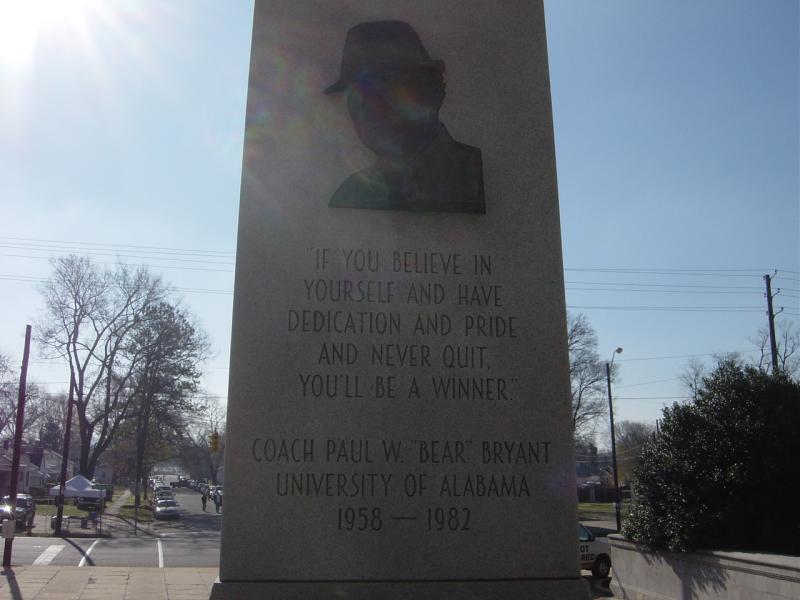 "IF YOU BELIEVE IN
YOURSELF AND HAVE
DEDICATION AND PRIDE
AND NEVER QUIT,
YOU'LL BE A WINNER."
COACH PAUL W. "BEAR" BRYANT
UNIVERSITY OF ALABAMA
1958 — 1982